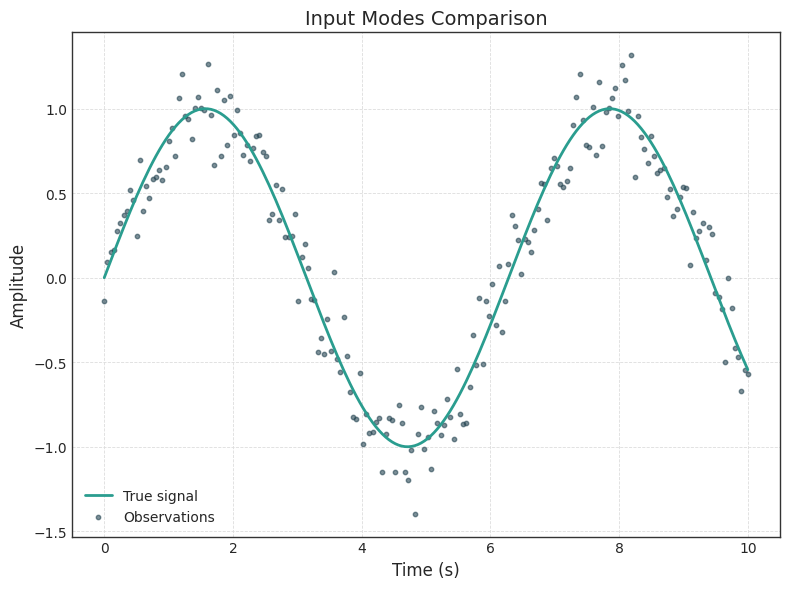 Input Modes Comparison
Amplitude
1.0
0.5
0.0
−0.5
−1.0
−1.5
True signal
Observations
0 2 4 6 8 10
Time (s)